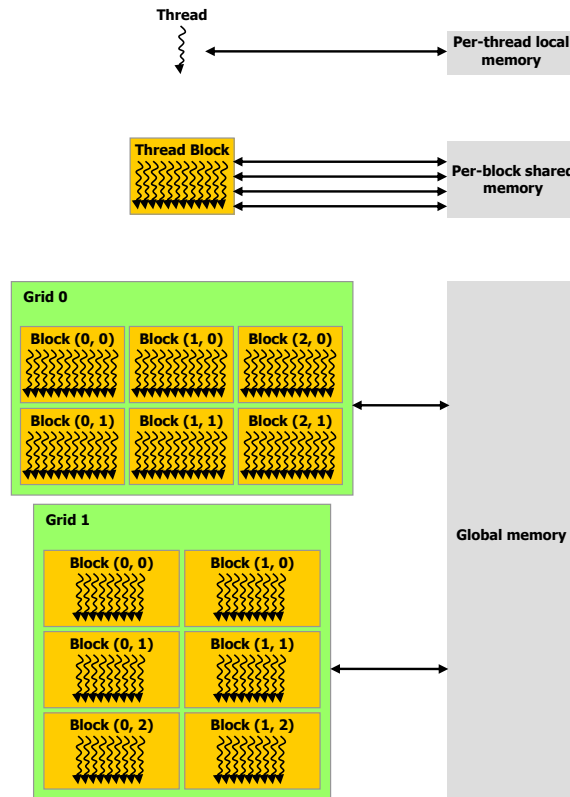 Thread
Per-thread local
memory
Thread Block
Per-block shared
memory
Grid 0
Block (0, 0)
Block (1, 0)
Block (2, 0)
Block (0, 1)
Block (1, 1)
Block (2, 1)
Grid 1
Global memory
Block (0, 0)
Block (1, 0)
Block (0, 1)
Block (1, 1)
Block (0, 2)
Block (1, 2)